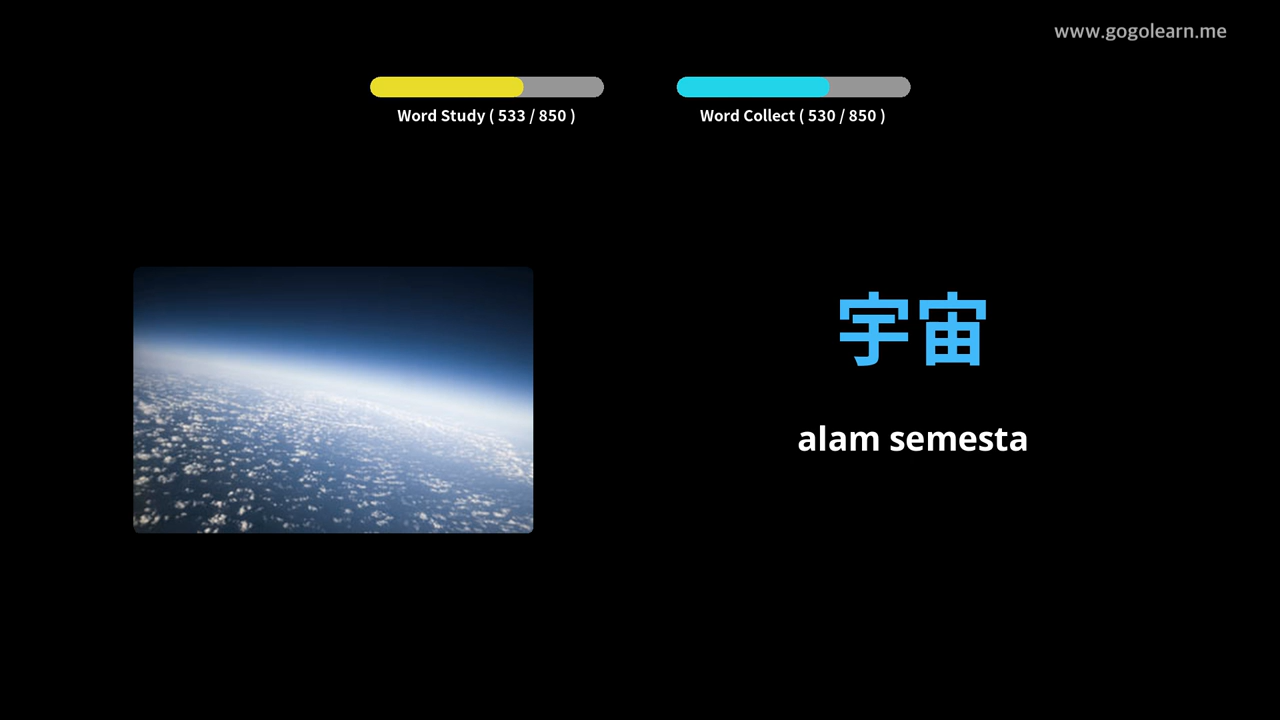 www.gogolearn.me
Word Study ( 533 / 850 )
Word Collect ( 530 / 850 )
宇宙
alam semesta